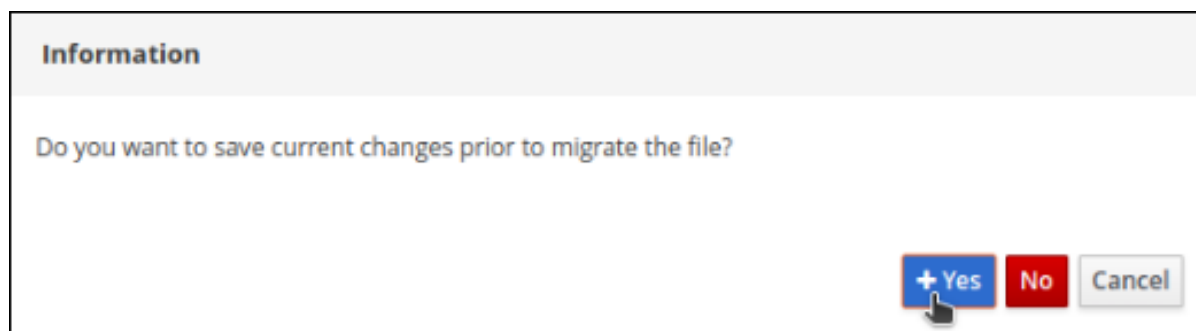 Information
Do you want to save current changes prior to migrate the file?
Yes No Cancel